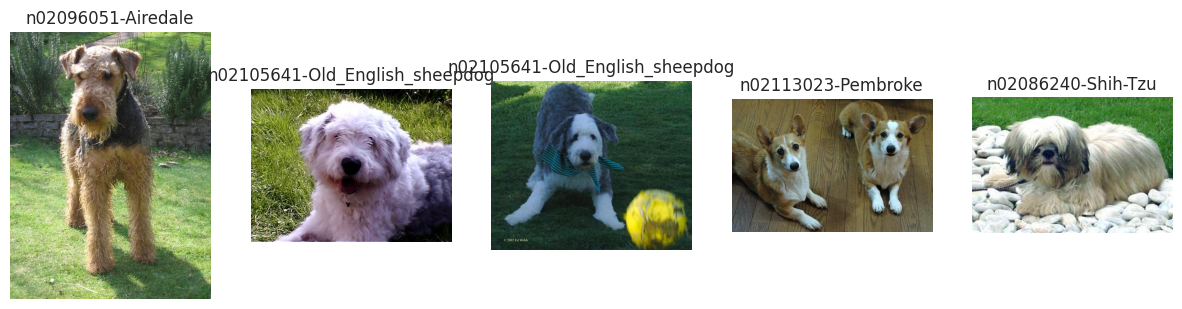 n02096051-Airedale
n02105641-Old_English_sheepdog
n02105641-Old_English_sheepdog
n02113023-Pembroke
n02086240-Shih-Tzu